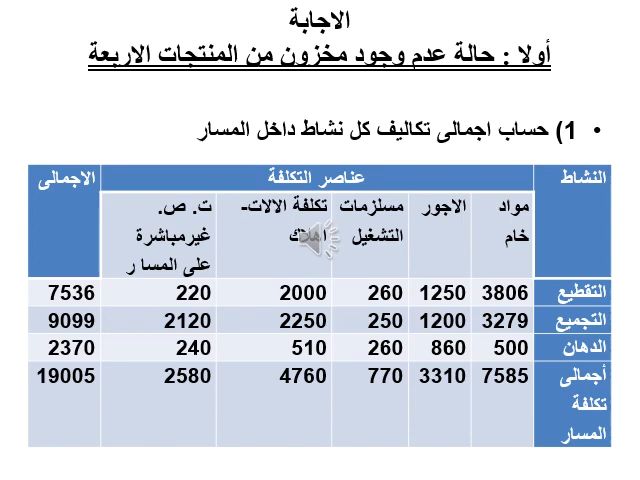 الاجابة
أولا : حالة عدم وجود مخزون من المنتجات الاربعة
• 1) حساب اجمالى تكاليف كل نشاط داخل المسار
النشاط عناصر التكلفة الاجمالى
مواد خام الاجور مسلزمات التشغيل تكلفة الالات- اهلاك ت. ص. غيرمباشرة على المسا ر
التقطيع 3806 1250 260 2000 220 7536
التجميع 3279 1200 250 2250 2120 9099
الدهان 500 860 260 510 240 2370
أجمالى تكلفة المسار 7585 3310 770 4760 2580 19005